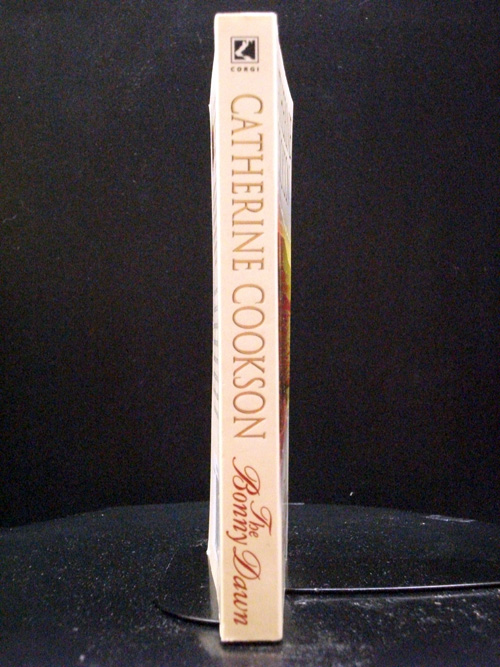 CORGI
CATHERINE COOKSON
The
Bonny Dawn